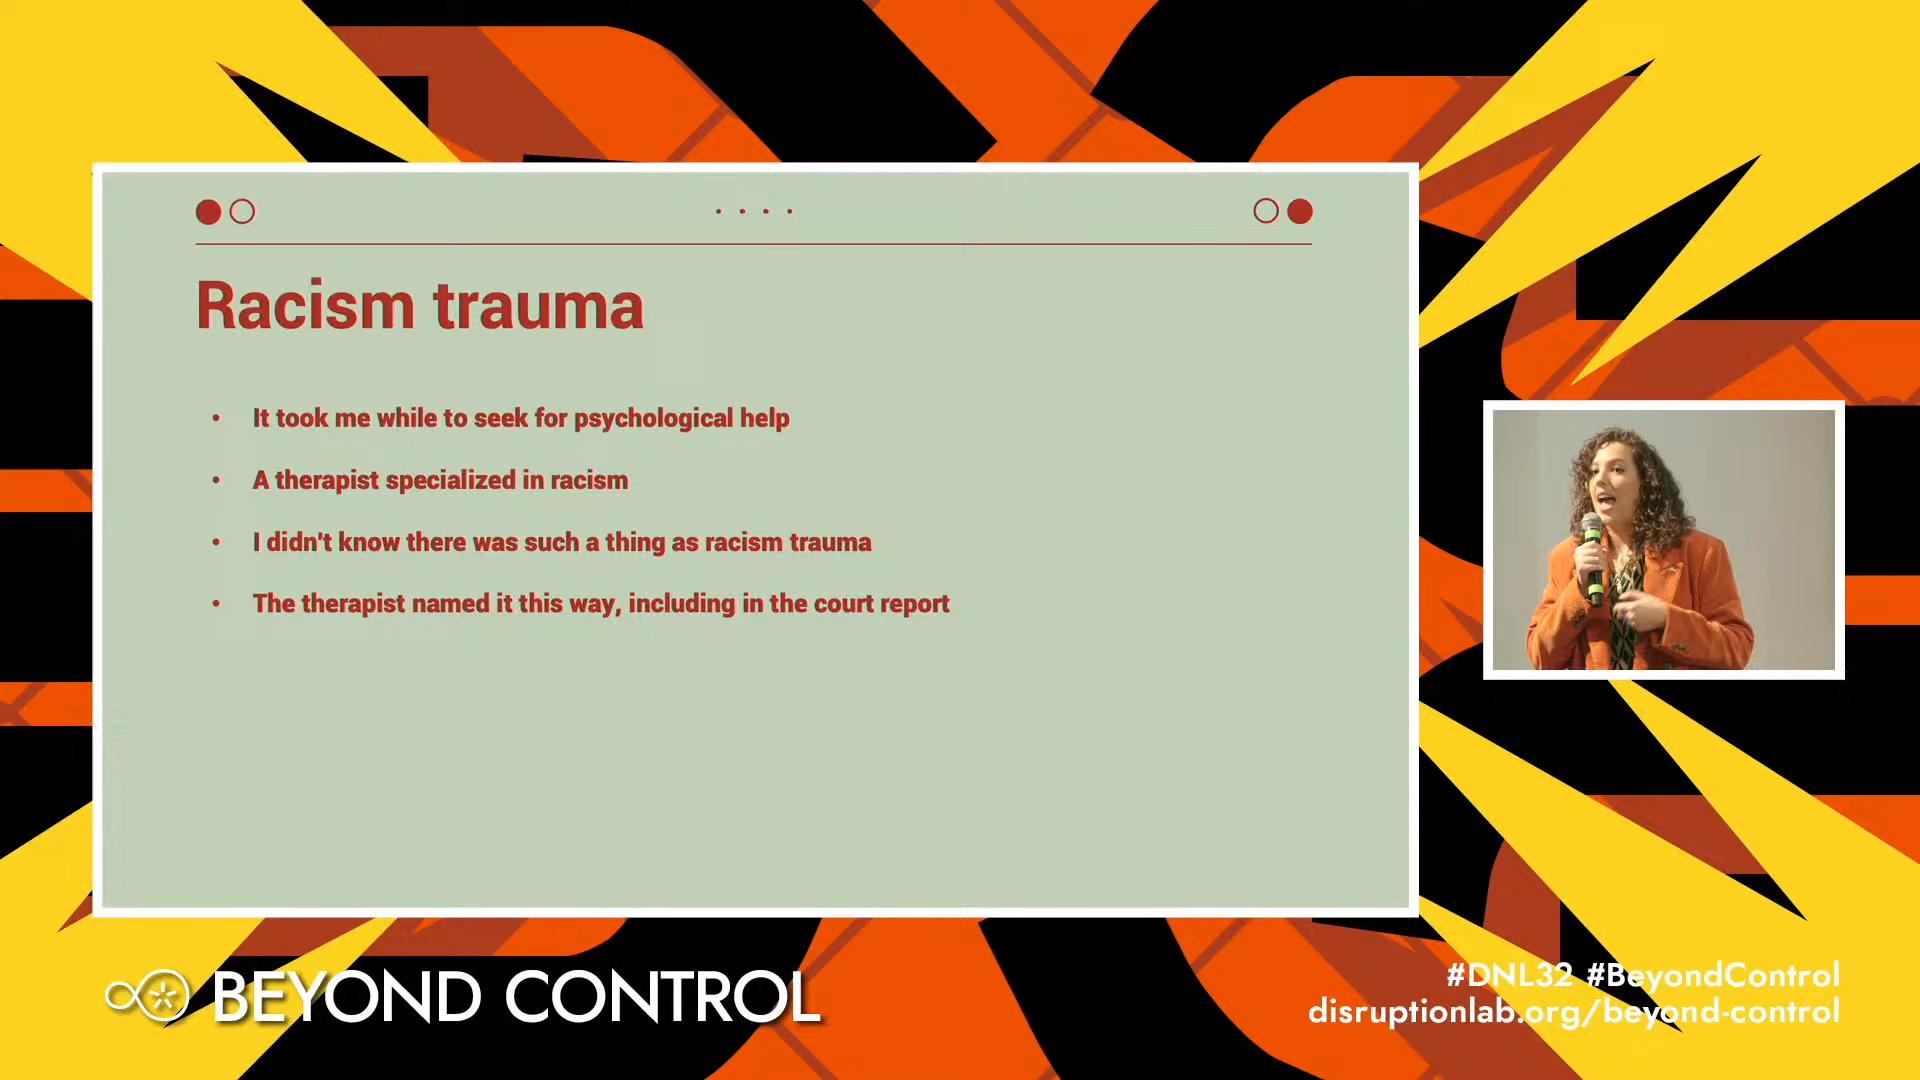 Racism trauma
• It took me while to seek for psychological help
• A therapist specialized in racism
• I didn't know there was such a thing as racism trauma
• The therapist named it this way, including in the court report
BEYOND CONTROL
#DNL32 #BeyondControl
disruptionlab.org/beyond-control